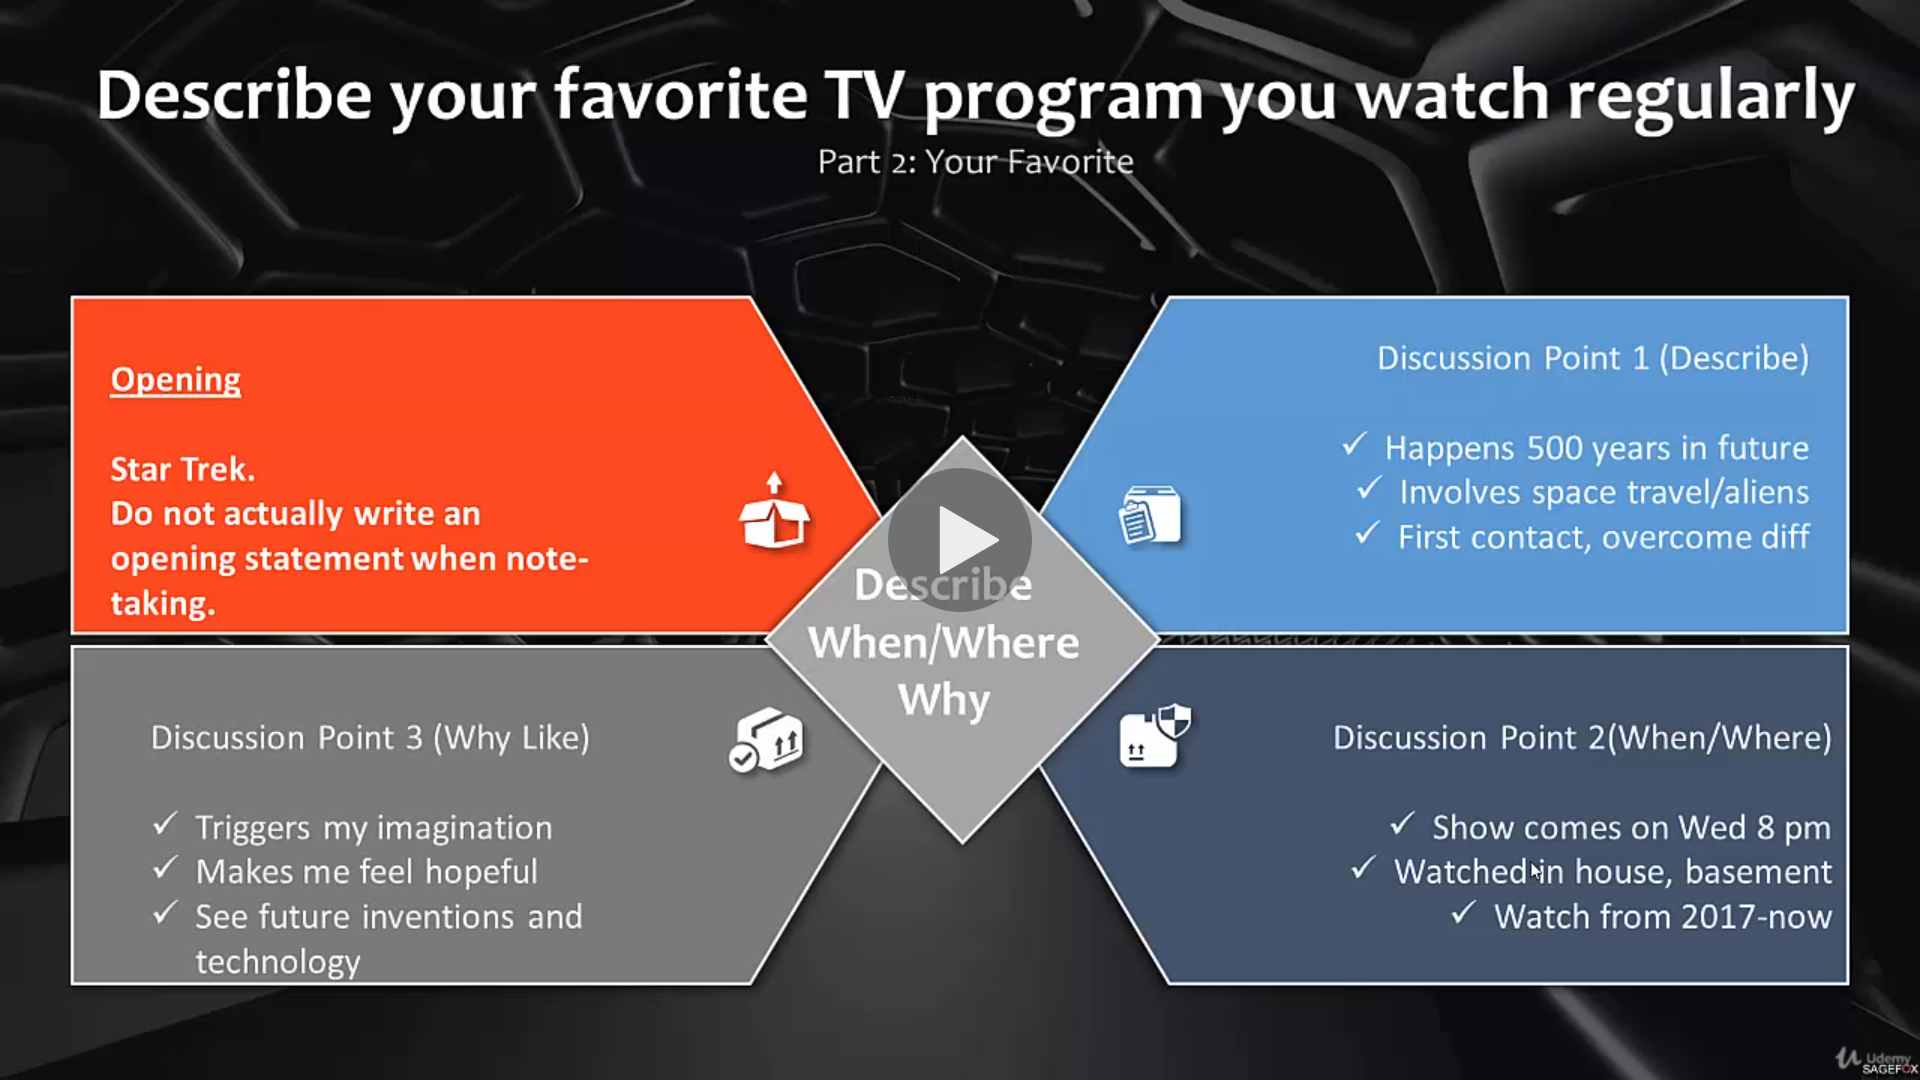 Describe your favorite TV program you watch regularly
Part 2: Your Favorite
Opening
Star Trek.
Do not actually write an
opening statement when note-
taking.
Discussion Point 1 (Describe)
✓ Happens 500 years in future
✓ Involves space travel/aliens
✓ First contact, overcome diff
Describe
When/Where
Why
Discussion Point 3 (Why Like)
✓ Triggers my imagination
✓ Makes me feel hopeful
✓ See future inventions and
technology
Discussion Point 2(When/Where)
✓ Show comes on Wed 8 pm
✓ Watched in house, basement
✓ Watch from 2017-now
Udemy
SAGEFOX